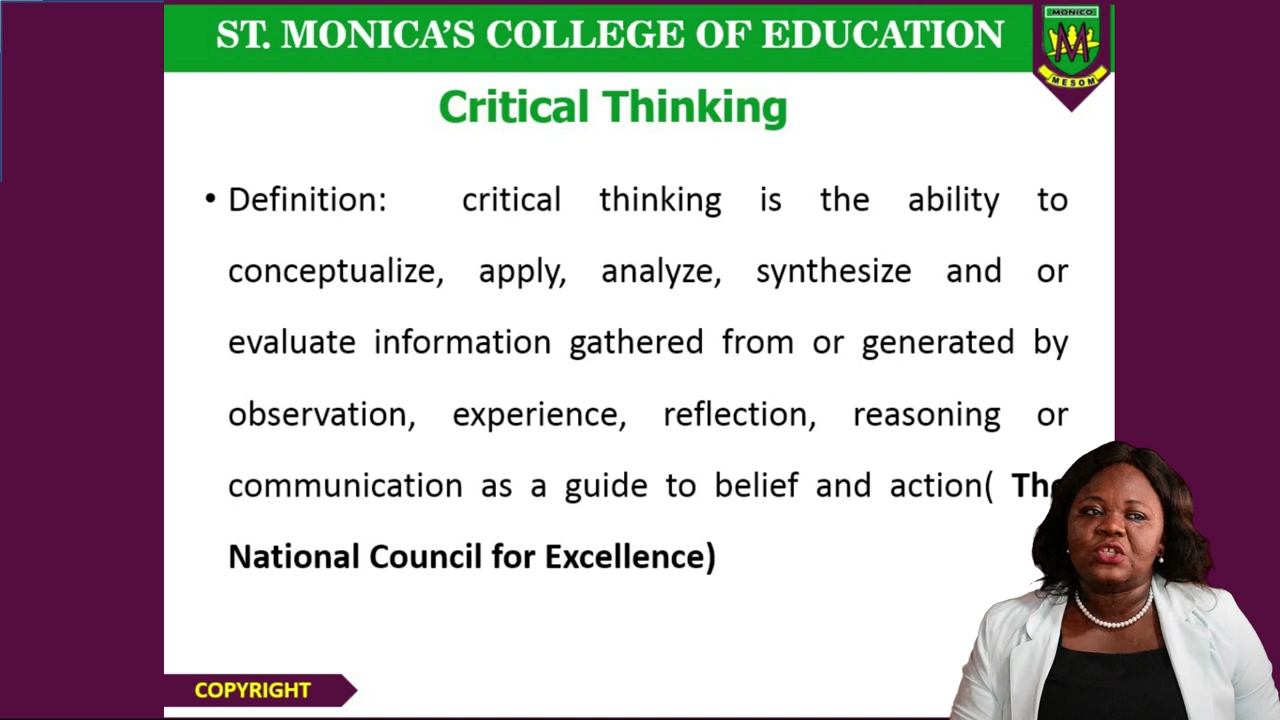 ST. MONICA'S COLLEGE OF EDUCATION
MONICO
M
MESOM
Critical Thinking
• Definition: critical thinking is the ability to
conceptualize, apply, analyze, synthesize and or
evaluate information gathered from or generated by
observation, experience, reflection, reasoning or
communication as a guide to belief and action( The
National Council for Excellence)
COPYRIGHT